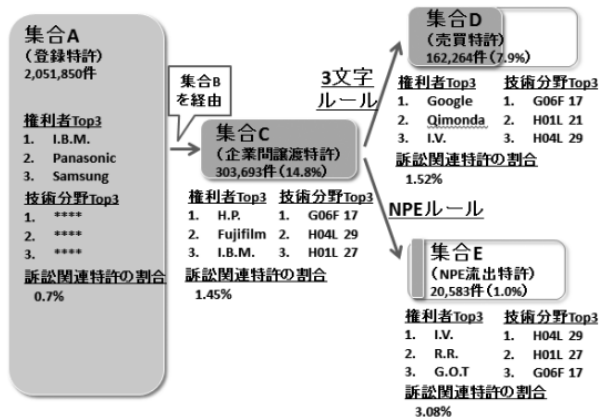 集合A
(登録特許)
2,051,850件
権利者Top3
1. I.B.M.
2. Panasonic
3. Samsung
技術分野Top3
1. ****
2. ****
3. ****
訴訟関連特許の割合
0.7%
集合B
を経由
集合C
(企業間譲渡特許)
303,693件(14.8%)
権利者Top3 技術分野Top3
1. H.P. 1. G06F 17
2. Fujifilm 2. H04L 29
3. I.B.M. 3. H01L 27
訴訟関連特許の割合
1.45%
3文字
ルール
集合D
(売買特許)
162,264件(7.9%)
権利者Top3 技術分野Top3
1. Google 1. G06F 17
2. Qimonda 2. H01L 21
3. I.V. 3. H04L 29
訴訟関連特許の割合
1.52%
NPEルール
集合E
(NPE流出特許)
20,583件(1.0%)
権利者Top3 技術分野Top3
1. I.V. 1. H04L 29
2. R.R. 2. H01L 27
3. G.O.T 3. G06F 17
訴訟関連特許の割合
3.08%